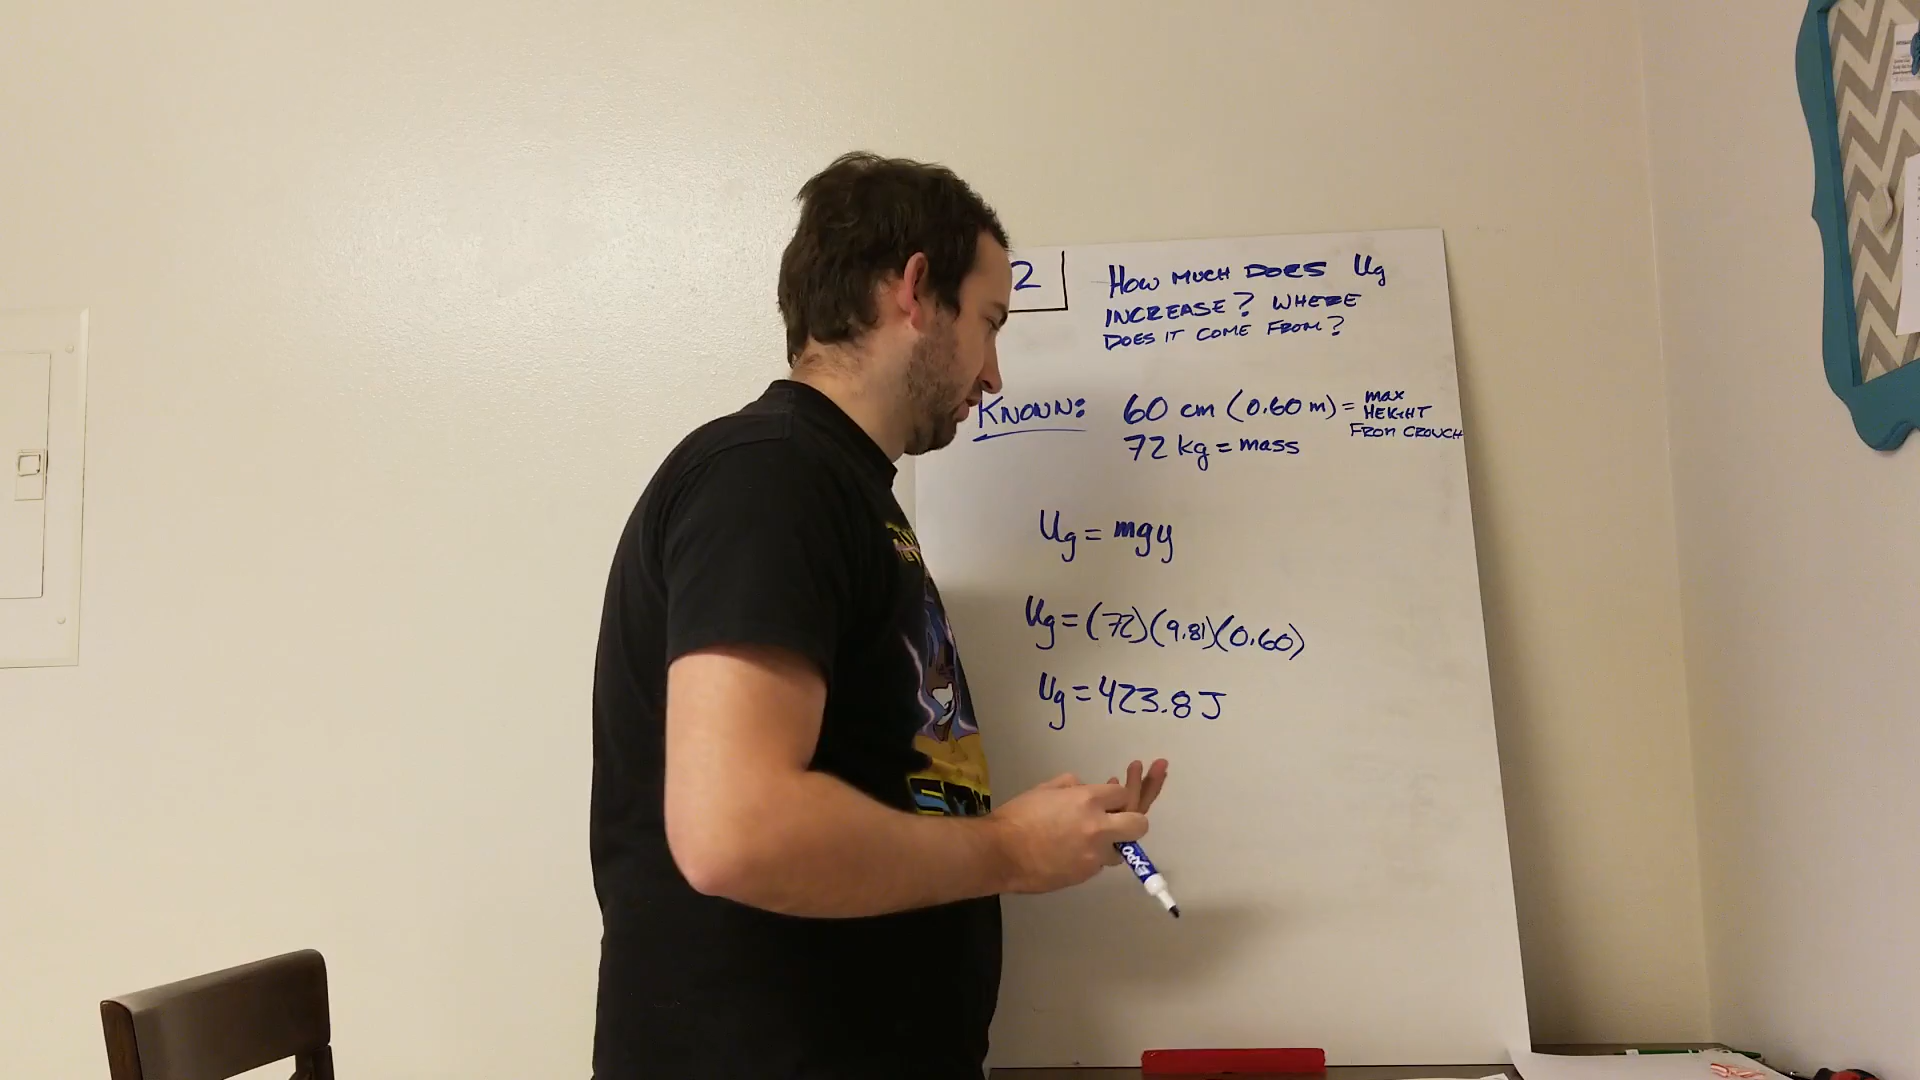 2
How much does Ug
increase? Where
does it come from?
Known: 60 cm (0.60 m) = max
height
from crouch
72 kg = mass
Ug = mgy
Ug = (72)(9.81)(0.60)
Ug = 423.8 J
EXPO